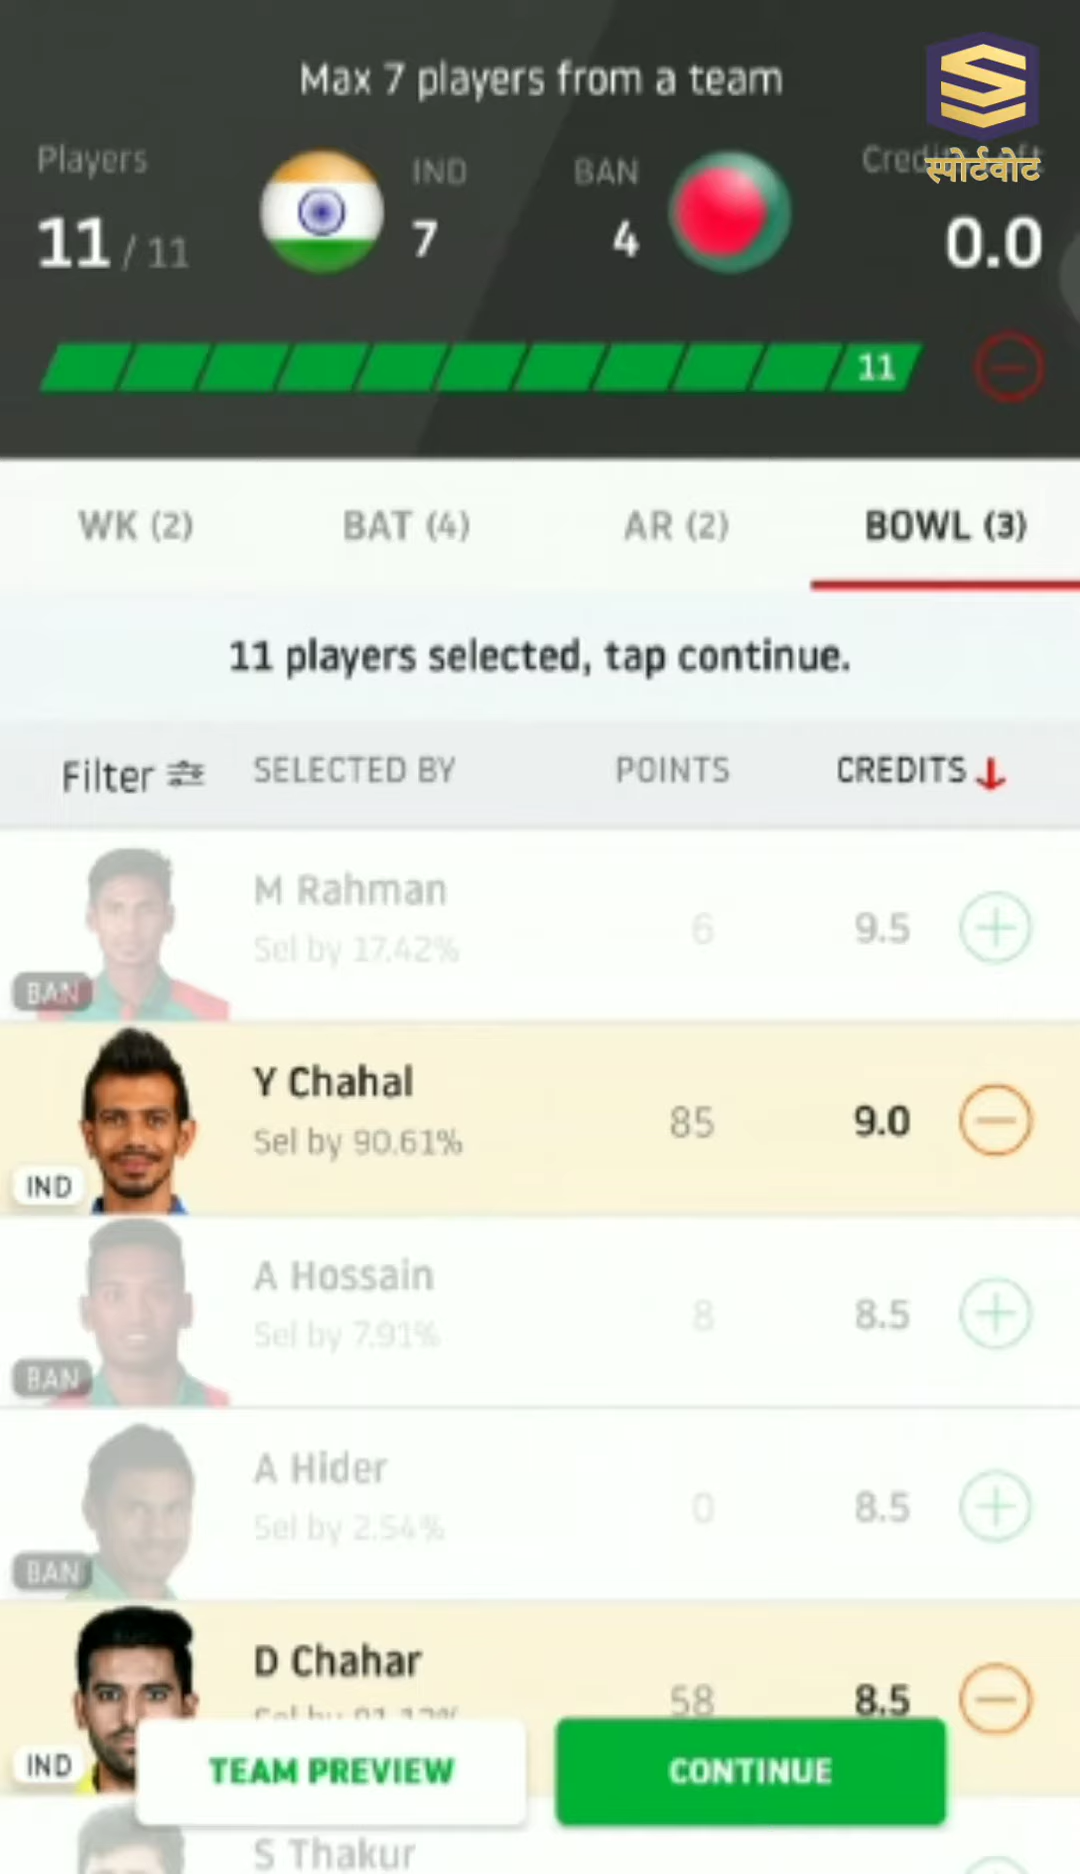 Max 7 players from a team
Players IND BAN
स्पोर्टवोट
11 / 11 7 4 0.0
11
WK (2) BAT (4) AR (2) BOWL (3)
11 players selected, tap continue.
Filter SELECTED BY POINTS CREDITS
M Rahman
Sel by 17.42% 6 9.5
BAN
Y Chahal
Sel by 90.61% 85 9.0
IND
A Hossain
Sel by 7.91% 8 8.5
BAN
A Hider
Sel by 2.54% 0 8.5
BAN
D Chahar
58 8.5
IND
TEAM PREVIEW CONTINUE
S Thakur